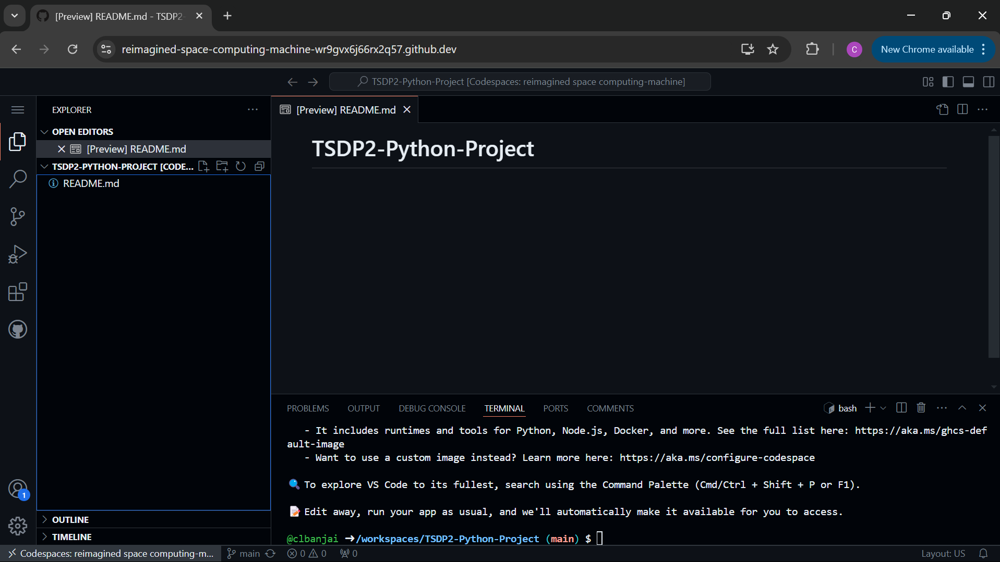 [Preview] README.md - TSDP2-
reimagined-space-computing-machine-wr9gvx6j66rx2q57.github.dev
C
New Chrome available
TSDP2-Python-Project [Codespaces: reimagined space computing-machine]
EXPLORER
OPEN EDITORS
[Preview] README.md
TSDP2-PYTHON-PROJECT [CODE...
README.md
[Preview] README.md
TSDP2-Python-Project
PROBLEMS OUTPUT DEBUG CONSOLE TERMINAL PORTS COMMENTS
bash
- It includes runtimes and tools for Python, Node.js, Docker, and more. See the full list here: https://aka.ms/ghcs-def
ault-image
- Want to use a custom image instead? Learn more here: https://aka.ms/configure-codespace
To explore VS Code to its fullest, search using the Command Palette (Cmd/Ctrl + Shift + P or F1).
Edit away, run your app as usual, and we'll automatically make it available for you to access.
@clbanjai ➜/workspaces/TSDP2-Python-Project (main) $
1
OUTLINE
TIMELINE
Codespaces: reimagined space computing-m... main 0 0 0 Layout: US